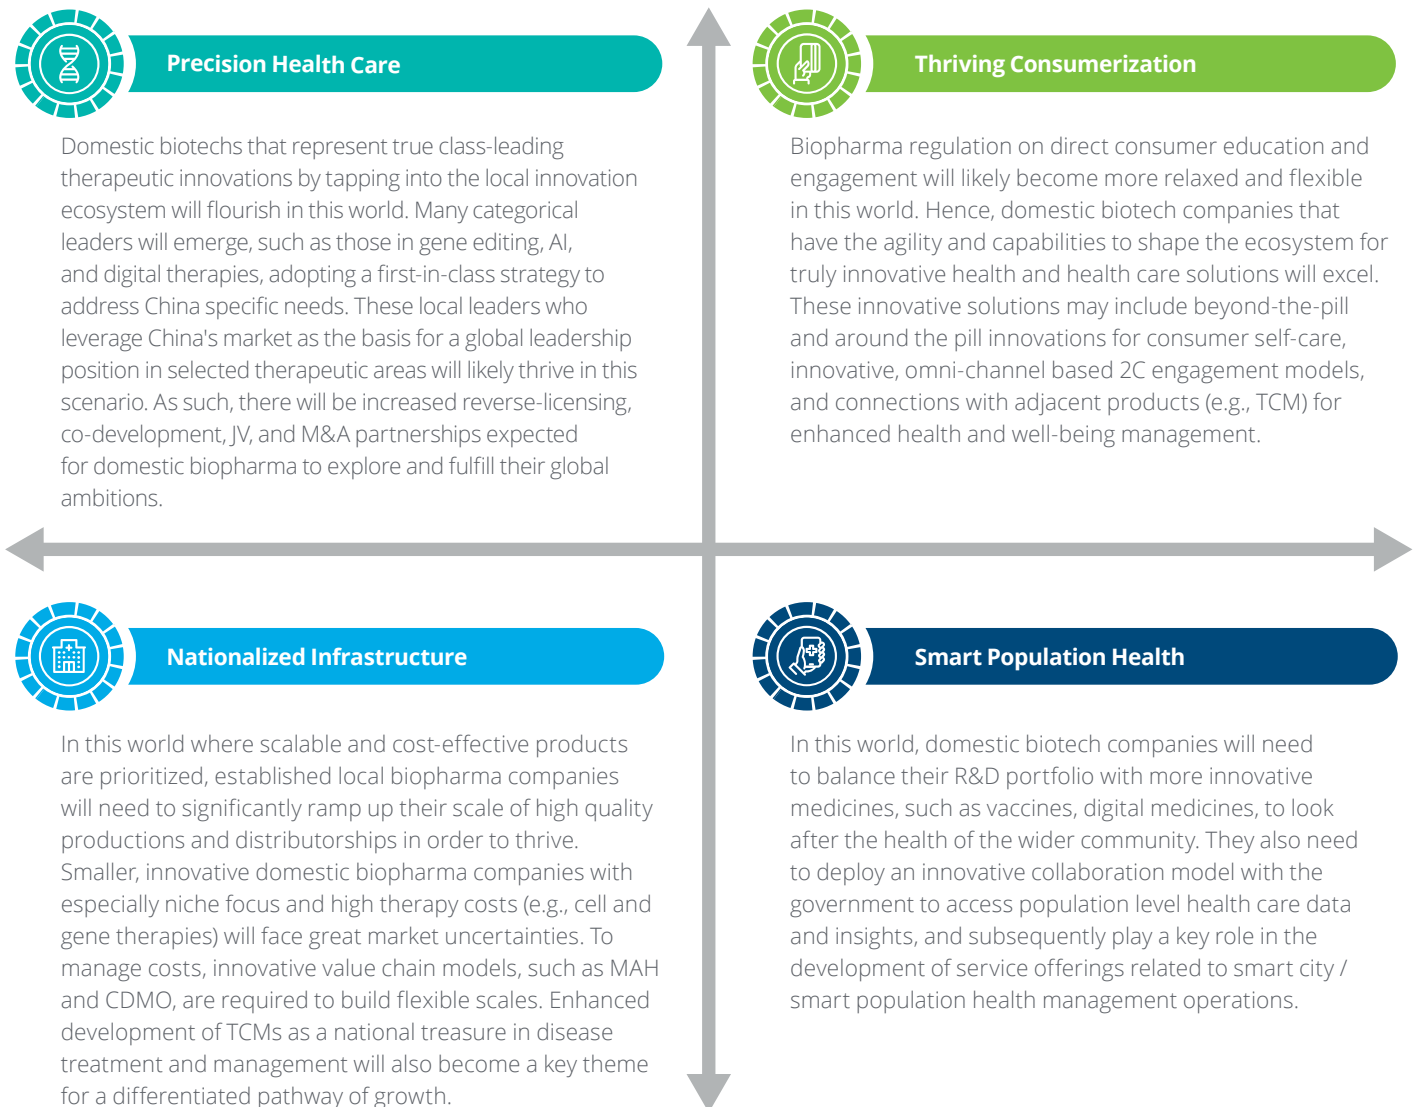 Precision Health Care
Domestic biotechs that represent true class-leading
therapeutic innovations by tapping into the local innovation
ecosystem will flourish in this world. Many categorical
leaders will emerge, such as those in gene editing, AI,
and digital therapies, adopting a first-in-class strategy to
address China specific needs. These local leaders who
leverage China's market as the basis for a global leadership
position in selected therapeutic areas will likely thrive in this
scenario. As such, there will be increased reverse-licensing,
co-development, JV, and M&A partnerships expected
for domestic biopharma to explore and fulfill their global
ambitions.
Thriving Consumerization
Biopharma regulation on direct consumer education and
engagement will likely become more relaxed and flexible
in this world. Hence, domestic biotech companies that
have the agility and capabilities to shape the ecosystem for
truly innovative health and health care solutions will excel.
These innovative solutions may include beyond-the-pill
and around the pill innovations for consumer self-care,
innovative, omni-channel based 2C engagement models,
and connections with adjacent products (e.g., TCM) for
enhanced health and well-being management.
Nationalized Infrastructure
In this world where scalable and cost-effective products
are prioritized, established local biopharma companies
will need to significantly ramp up their scale of high quality
productions and distributorships in order to thrive.
Smaller, innovative domestic biopharma companies with
especially niche focus and high therapy costs (e.g., cell and
gene therapies) will face great market uncertainties. To
manage costs, innovative value chain models, such as MAH
and CDMO, are required to build flexible scales. Enhanced
development of TCMs as a national treasure in disease
treatment and management will also become a key theme
for a differentiated pathway of growth.
Smart Population Health
In this world, domestic biotech companies will need
to balance their R&D portfolio with more innovative
medicines, such as vaccines, digital medicines, to look
after the health of the wider community. They also need
to deploy an innovative collaboration model with the
government to access population level health care data
and insights, and subsequently play a key role in the
development of service offerings related to smart city /
smart population health management operations.